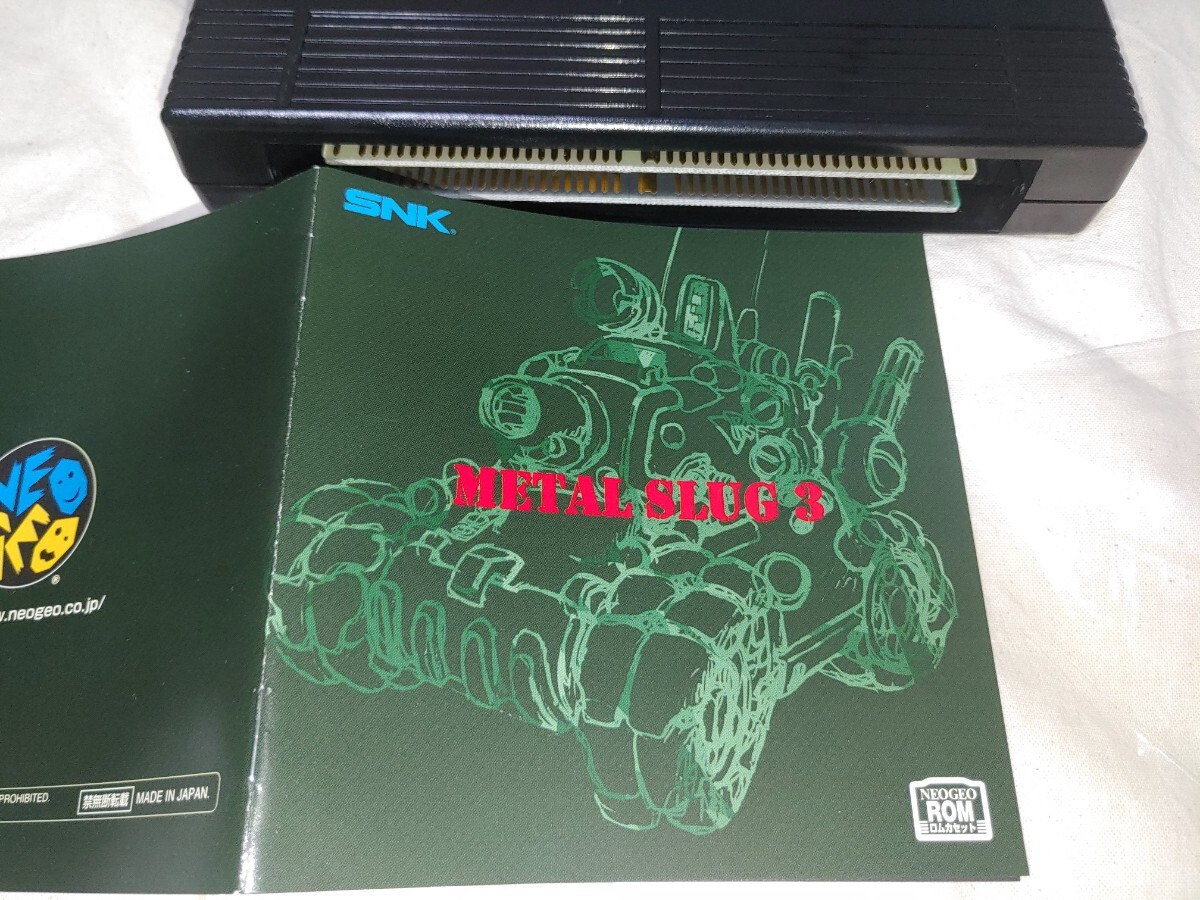 SNK
METAL SLUG 3
NEO
GEO
w.neogeo.co.jp/
PROHIBITED.
禁無断転載 MADE IN JAPAN.
NEOGEO
ROM
ロムカセット